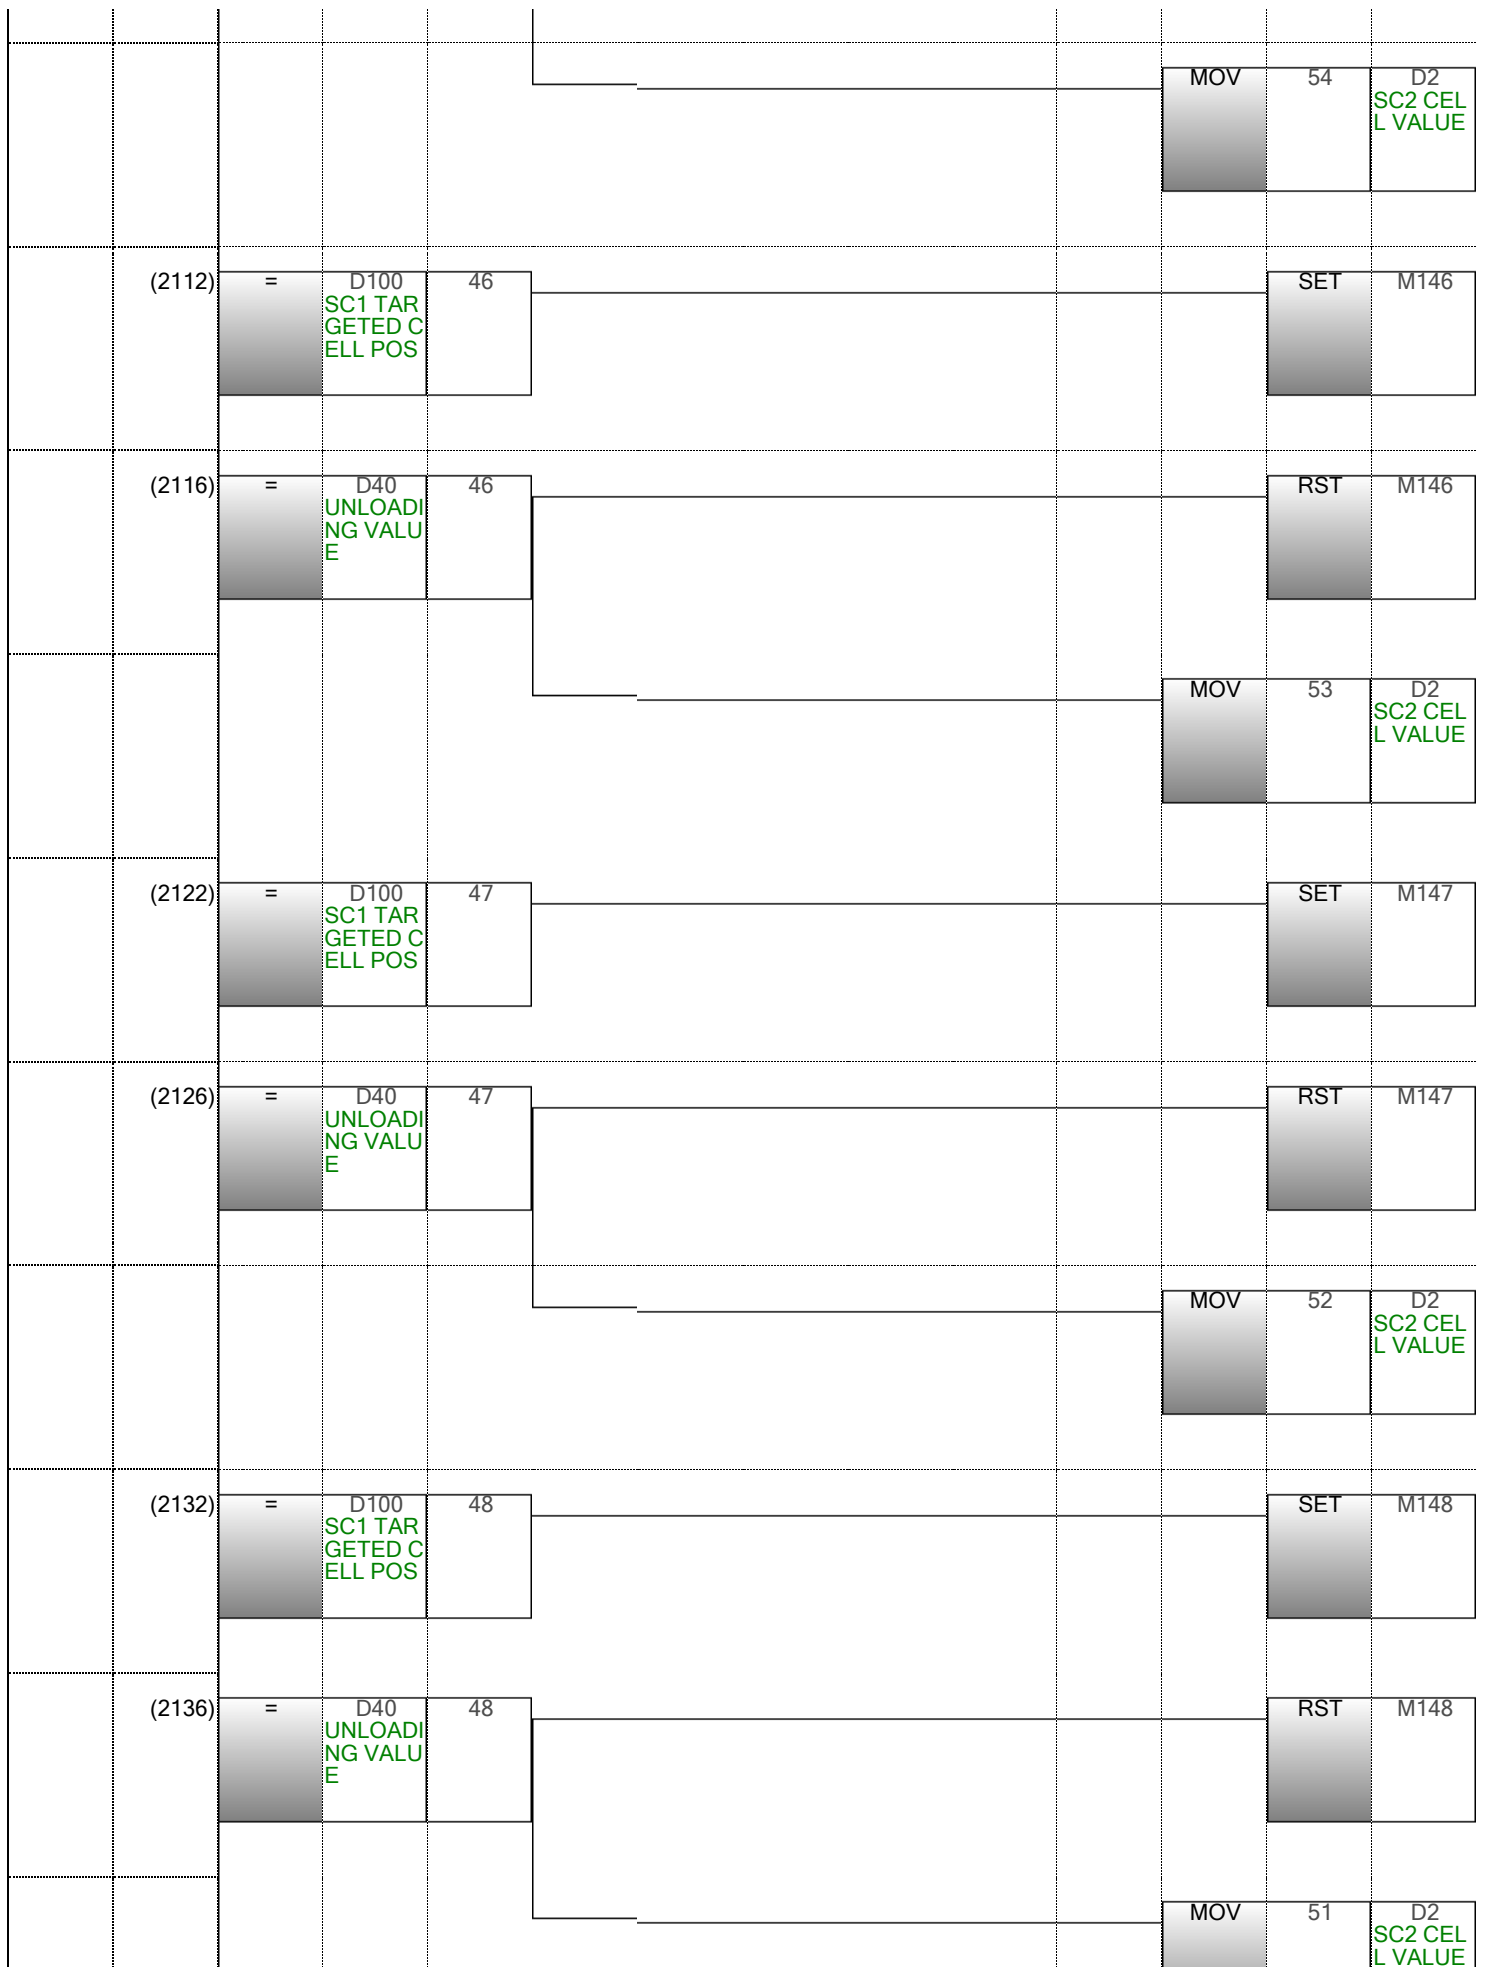 MOV 54 D2
SC2 CEL
L VALUE
(2112) = D100 46 SET M146
SC1 TAR
GETED C
ELL POS
(2116) = D40 46 RST M146
UNLOADI
NG VALU
E
MOV 53 D2
SC2 CEL
L VALUE
(2122) = D100 47 SET M147
SC1 TAR
GETED C
ELL POS
(2126) = D40 47 RST M147
UNLOADI
NG VALU
E
MOV 52 D2
SC2 CEL
L VALUE
(2132) = D100 48 SET M148
SC1 TAR
GETED C
ELL POS
(2136) = D40 48 RST M148
UNLOADI
NG VALU
E
MOV 51 D2
SC2 CEL
L VALUE